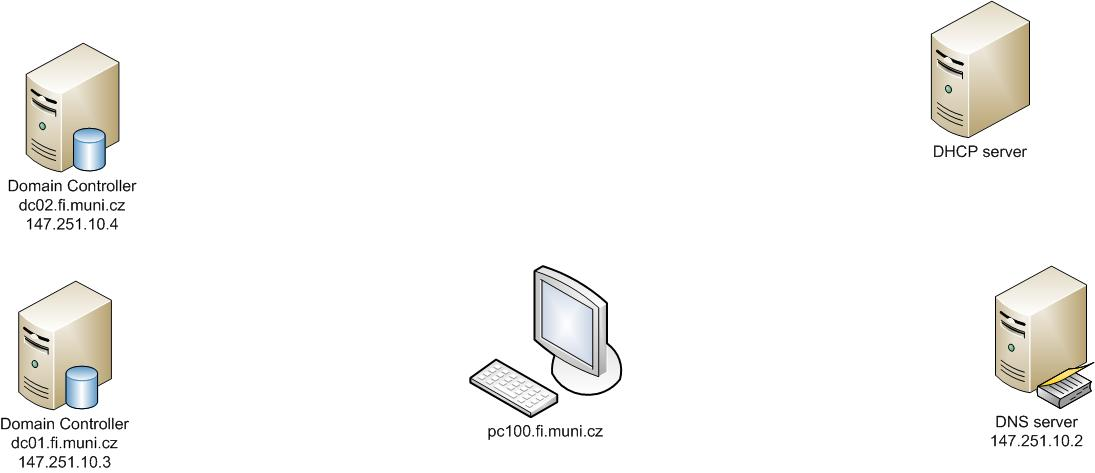 DHCP server
Domain Controller
dc02.fi.muni.cz
147.251.10.4
Domain Controller
dc01.fi.muni.cz
147.251.10.3
pc100.fi.muni.cz
DNS server
147.251.10.2